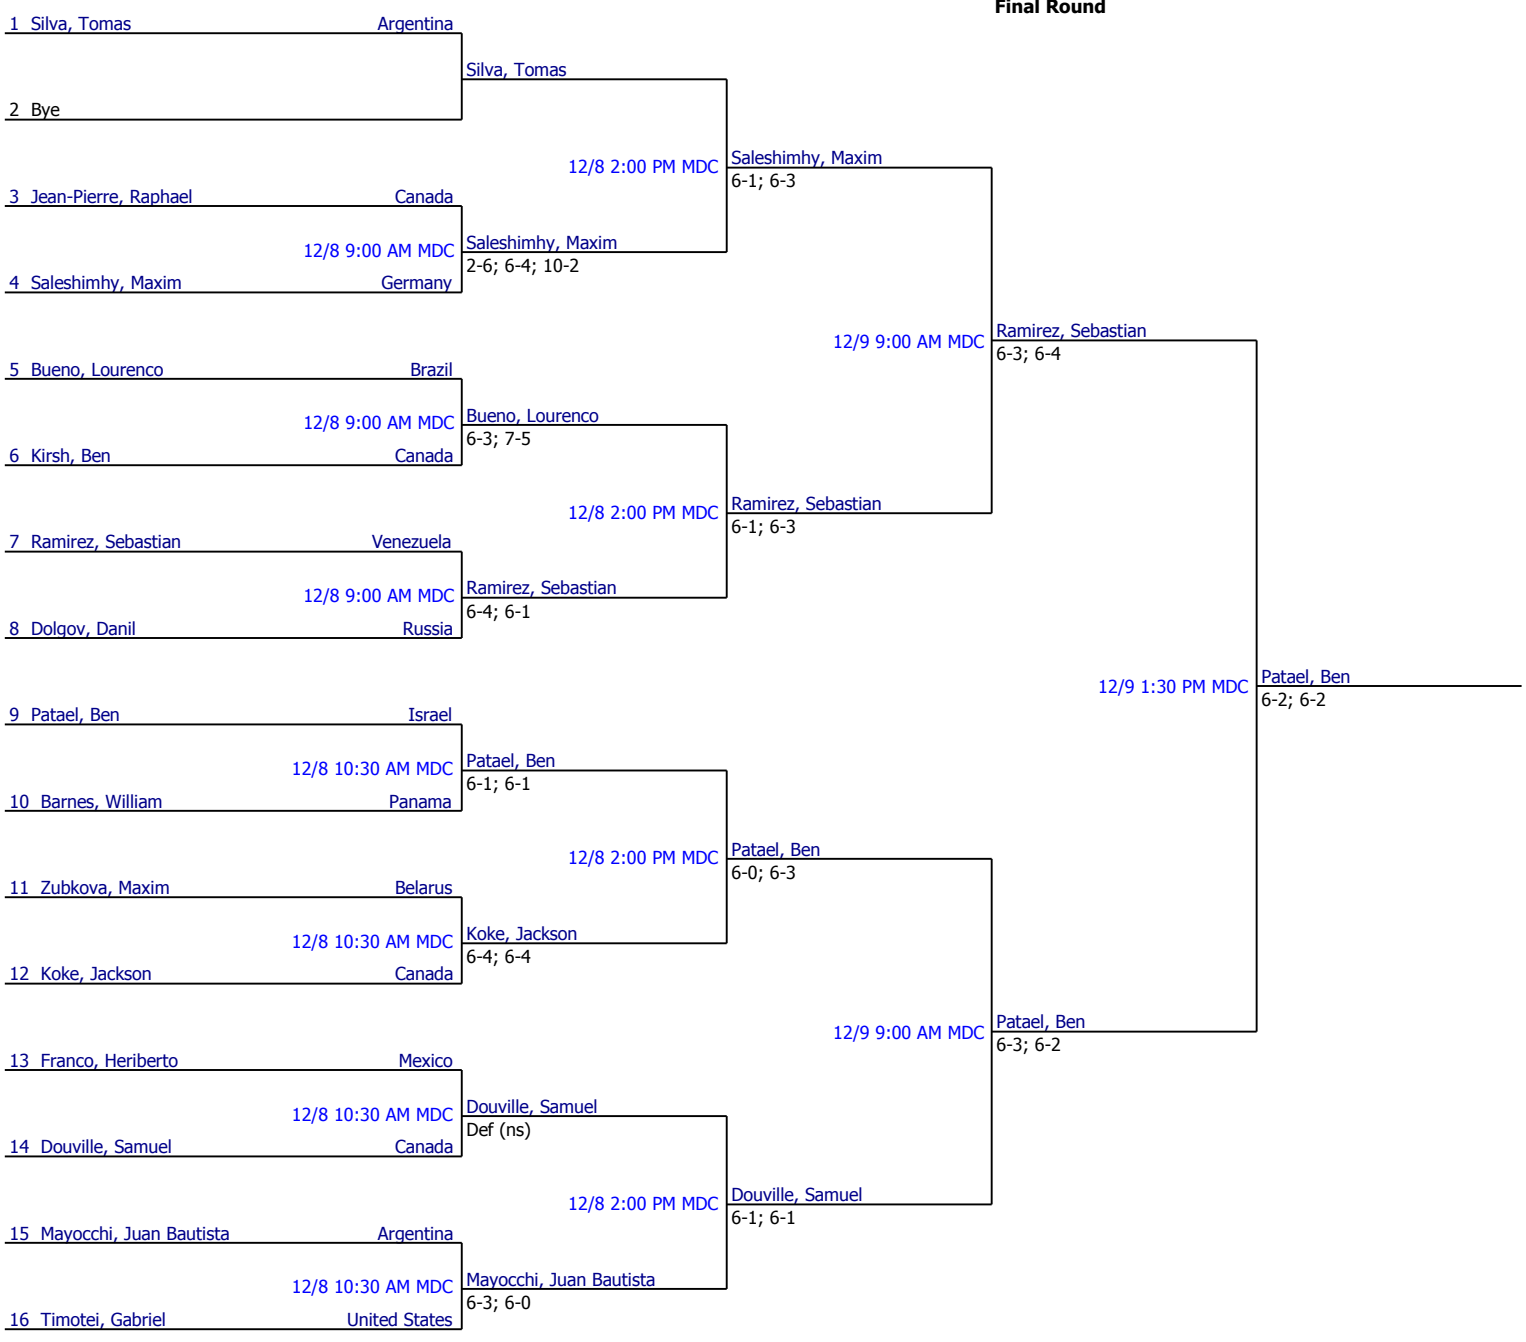 Final Round
1 Silva, Tomas Argentina
Silva, Tomas
2 Bye
12/8 2:00 PM MDC Saleshimhy, Maxim
6-1; 6-3
3 Jean-Pierre, Raphael Canada
12/8 9:00 AM MDC Saleshimhy, Maxim
2-6; 6-4; 10-2
4 Saleshimhy, Maxim Germany
12/9 9:00 AM MDC Ramirez, Sebastian
6-3; 6-4
5 Bueno, Lourenco Brazil
12/8 9:00 AM MDC Bueno, Lourenco
6-3; 7-5
6 Kirsh, Ben Canada
12/8 2:00 PM MDC Ramirez, Sebastian
6-1; 6-3
7 Ramirez, Sebastian Venezuela
12/8 9:00 AM MDC Ramirez, Sebastian
6-4; 6-1
8 Dolgov, Danil Russia
12/9 1:30 PM MDC Patael, Ben
6-2; 6-2
9 Patael, Ben Israel
12/8 10:30 AM MDC Patael, Ben
6-1; 6-1
10 Barnes, William Panama
12/8 2:00 PM MDC Patael, Ben
6-0; 6-3
11 Zubkova, Maxim Belarus
12/8 10:30 AM MDC Koke, Jackson
6-4; 6-4
12 Koke, Jackson Canada
12/9 9:00 AM MDC Patael, Ben
6-3; 6-2
13 Franco, Heriberto Mexico
12/8 10:30 AM MDC Douville, Samuel
Def (ns)
14 Douville, Samuel Canada
12/8 2:00 PM MDC Douville, Samuel
6-1; 6-1
15 Mayocchi, Juan Bautista Argentina
12/8 10:30 AM MDC Mayocchi, Juan Bautista
6-3; 6-0
16 Timotei, Gabriel United States